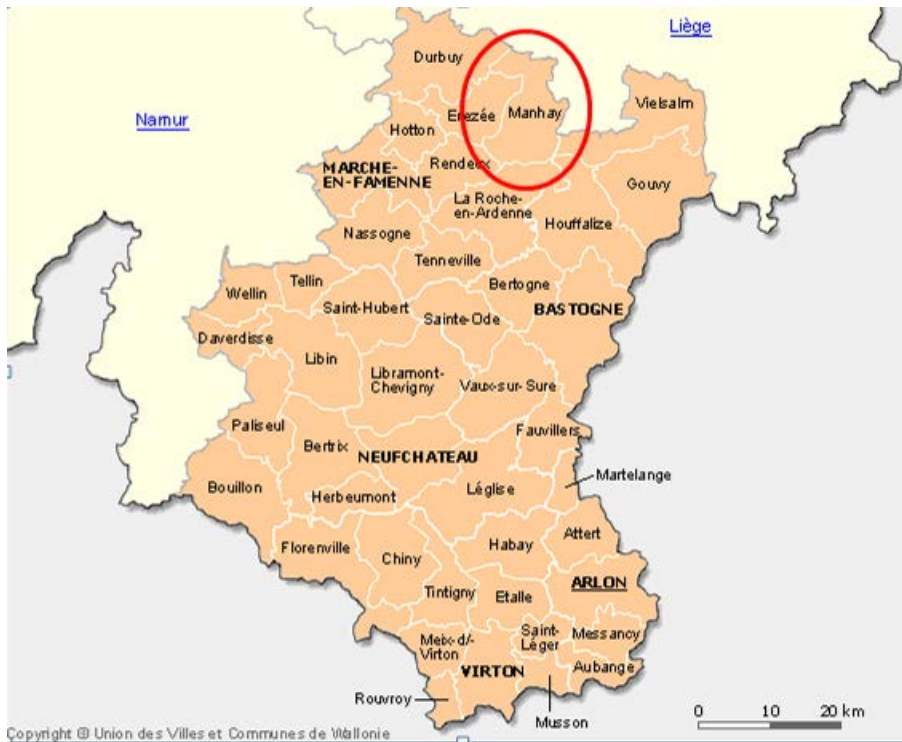 Liège
Durbuy
Namur
Erezée
Manhay
Vielsalm
Hotton
Rendeux
MARCHE-
EN-FAMENNE
Gouvy
La Roche-
en-Ardenne
Houffalize
Nassogne
Tenneville
Bertogne
Tellin
Wellin
Saint-Hubert
Sainte-Ode
BASTOGNE
Daverdisse
Libin
Libramont-
Chevigny
Vaux-sur-Sure
Paliseul
Fauvillers
Bertrix
NEUFCHATEAU
Martelange
Bouillon
Herbeumont
Léglise
Attert
Florenville
Chiny
Habay
ARLON
Tintigny
Etalle
Meix-d/-
Virton
Saint-
Léger
Messancy
VIRTON
Aubange
Rouvroy
Musson
0 10 20 km
Copyright © Union des Villes et Communes de Wallonie